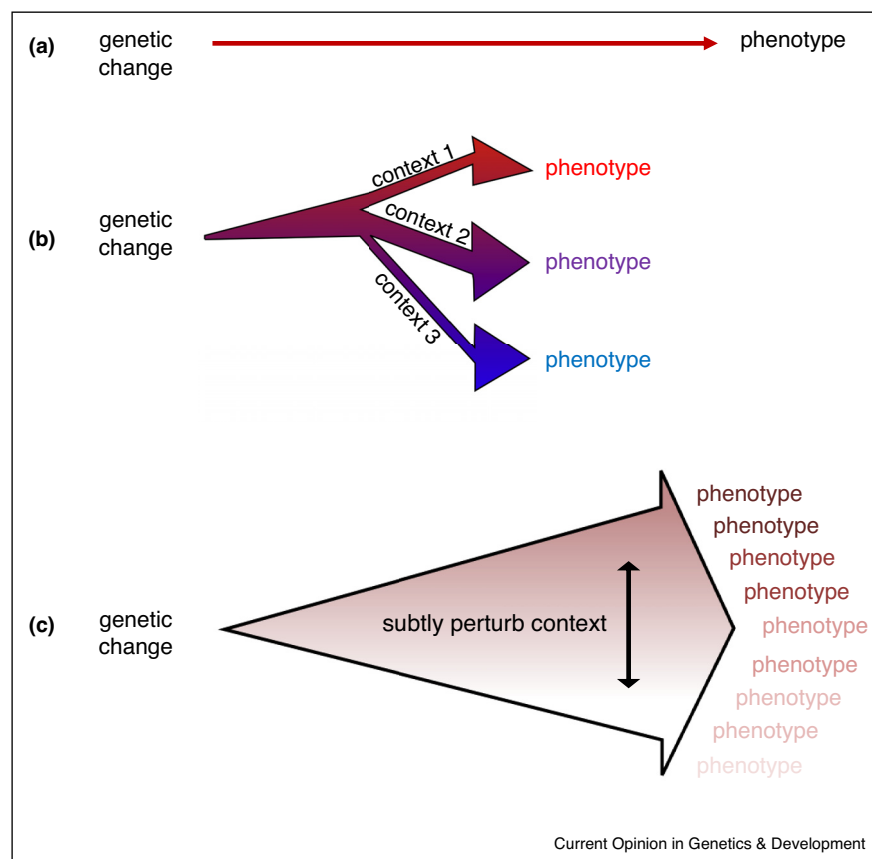 (a)
genetic
change
phenotype
context 1
phenotype
(b)
genetic
change
context 2
phenotype
context 3
phenotype
(c)
genetic
change
subtly perturb context
phenotype
phenotype
phenotype
phenotype
phenotype
phenotype
phenotype
phenotype
phenotype
Current Opinion in Genetics & Development